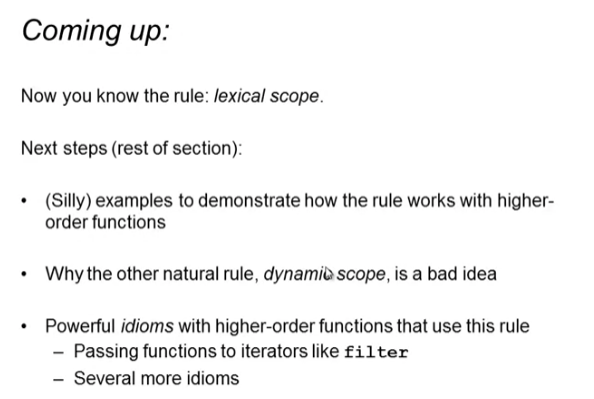 Coming up:
Now you know the rule: lexical scope.
Next steps (rest of section):
• (Silly) examples to demonstrate how the rule works with higher-
order functions
• Why the other natural rule, dynamic scope, is a bad idea
• Powerful idioms with higher-order functions that use this rule
– Passing functions to iterators like filter
– Several more idioms